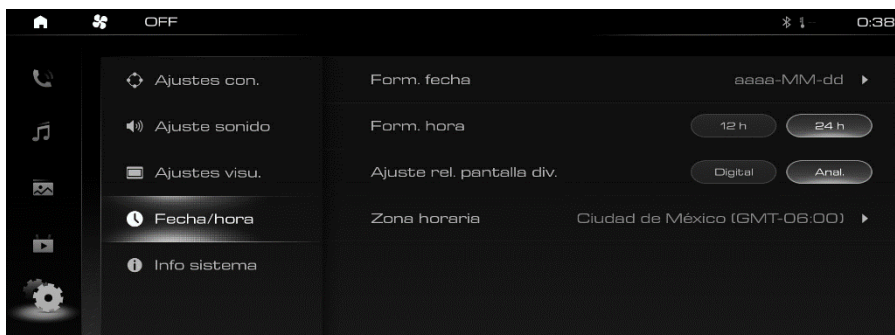 OFF
0:38
Ajustes con.
Form. fecha
aaaa-MM-dd
Ajuste sonido
Form. hora
12 h
24 h
Ajustes visu.
Ajuste rel. pantalla div.
Digital
Anal.
Fecha/hora
Zona horaria
Ciudad de México (GMT-06:00)
Info sistema